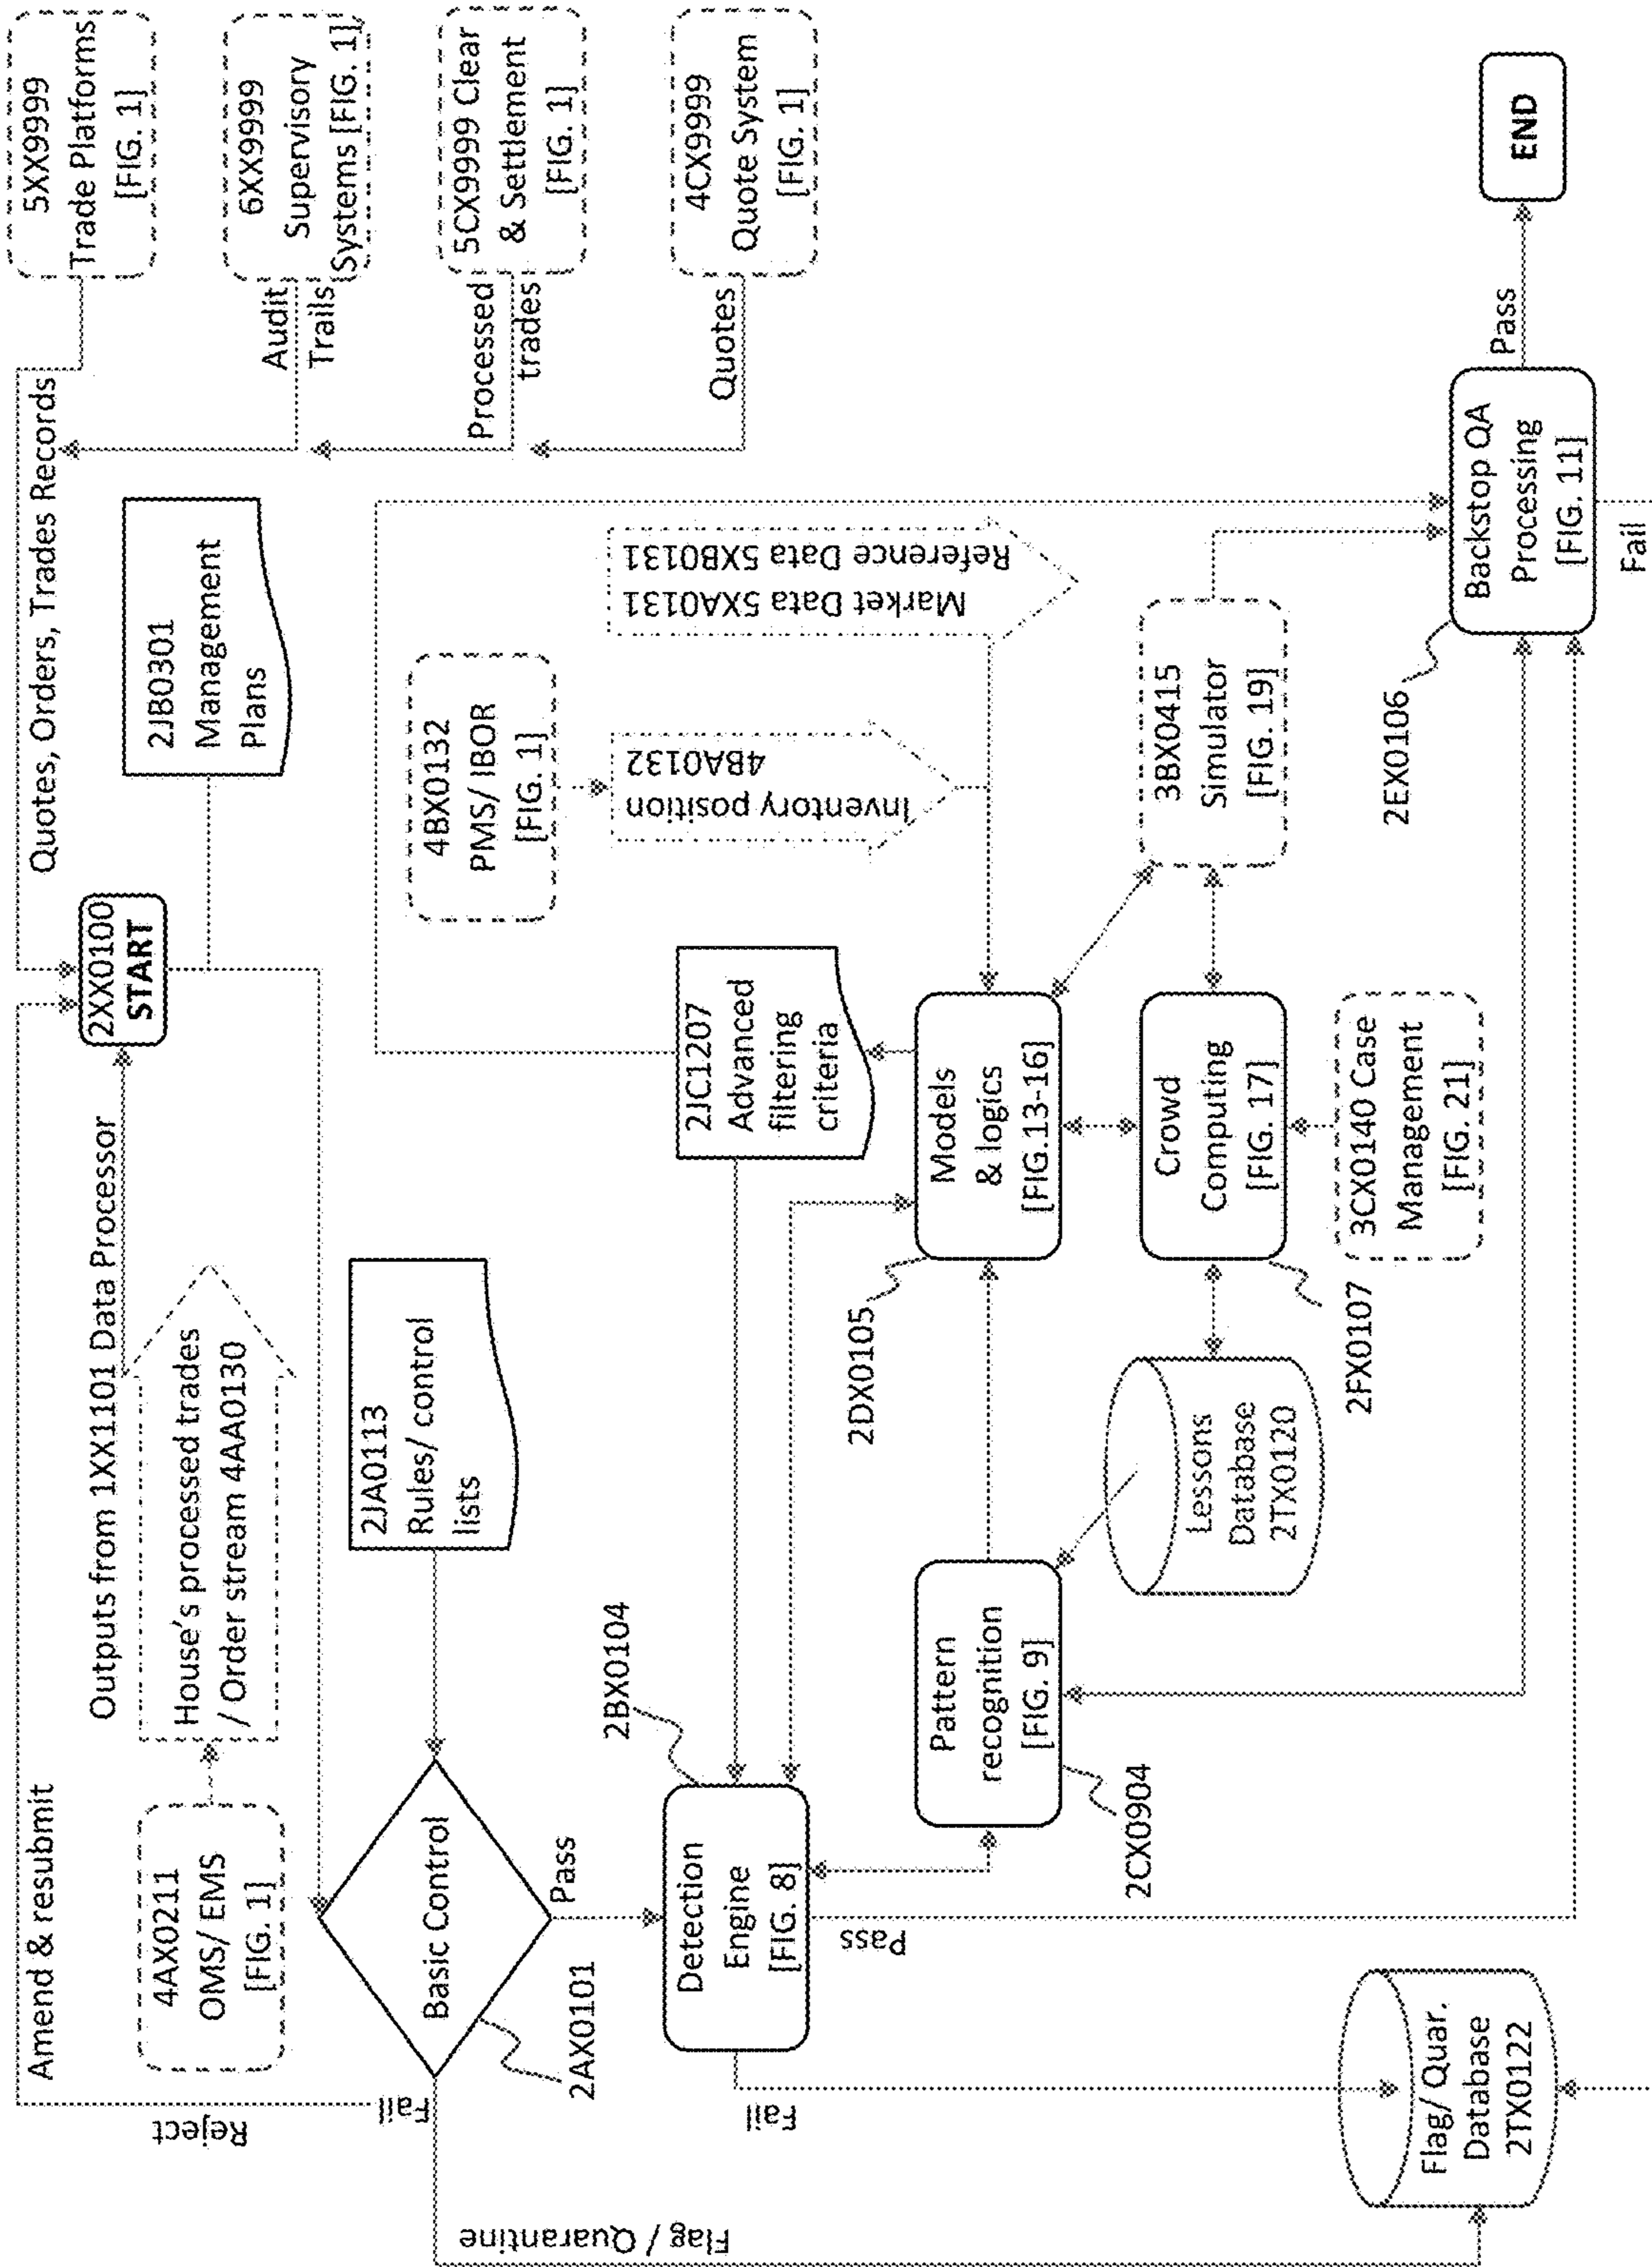 Amend & resubmit
Reject
4AX0211
OMS/ EMS
[FIG. 1]
Outputs from 1XX1101 Data Processor
House's processed trades
/ Order stream 4AA0130
2XX0100
START
Quotes, Orders, Trades Records
2JB0301
Management
Plans
5XX9999
Trade Platforms
[FIG. 1]
Audit
Trails
6XX9999
Supervisory
Systems [FIG. 1]
Processed
trades
5CX9999 Clear
& Settlement
[FIG. 1]
Quotes
4CX9999
Quote System
[FIG. 1]
Fail
Basic Control
2AX0101
Pass
2JA0113
Rules/ control
lists
Flag / Quarantine
Detection
Engine
[FIG. 8]
2BX0104
Fail
Pass
2JC1207
Advanced
filtering
criteria
4BX0132
PMS/ IBOR
[FIG. 1]
Inventory position
4BA0132
Market Data 5XA0131
Reference Data 5XB0131
Pattern
recognition
[FIG. 9]
2CX0904
2DX0105
Models
& logics
[FIG.13-16]
Lessons
Database
2TX0120
Crowd
Computing
[FIG. 17]
2FX0107
3BX0415
Simulator
[FIG. 19]
3CX0140 Case
Management
[FIG. 21]
2EX0106
Backstop QA
Processing
[FIG. 11]
Pass
END
Fail
Flag/ Quar.
Database
2TX0122